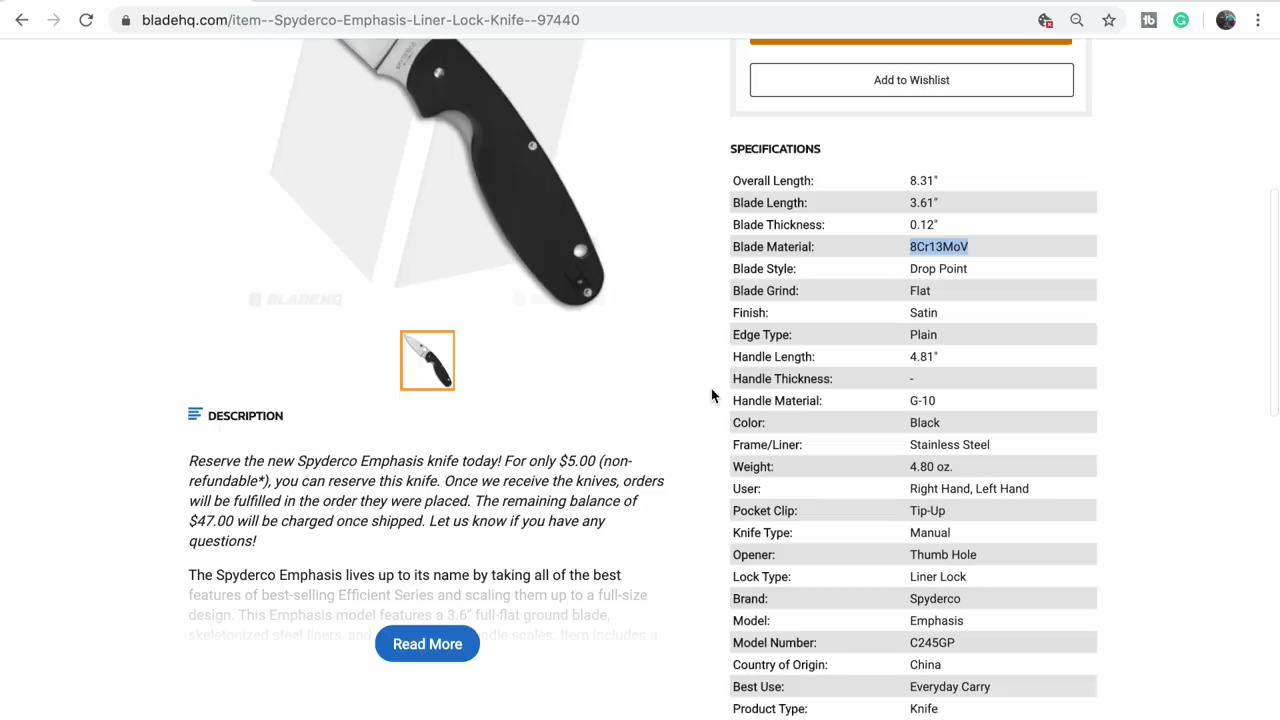 bladehq.com/item--Spyderco-Emphasis-Liner-Lock-Knife--97440
Add to Wishlist
BLADEHQ
DESCRIPTION
Reserve the new Spyderco Emphasis knife today! For only $5.00 (non-
refundable*), you can reserve this knife. Once we receive the knives, orders
will be fulfilled in the order they were placed. The remaining balance of
$47.00 will be charged once shipped. Let us know if you have any
questions!
The Spyderco Emphasis lives up to its name by taking all of the best
features of best-selling Efficient Series and scaling them up to a full-size
design. This Emphasis model features a 3.6" full-flat ground blade,
skeletonized steel liners, and handle scales. Item includes a
Read More
SPECIFICATIONS
Overall Length: 8.31"
Blade Length: 3.61"
Blade Thickness: 0.12"
Blade Material: 8Cr13MoV
Blade Style: Drop Point
Blade Grind: Flat
Finish: Satin
Edge Type: Plain
Handle Length: 4.81"
Handle Thickness: -
Handle Material: G-10
Color: Black
Frame/Liner: Stainless Steel
Weight: 4.80 oz.
User: Right Hand, Left Hand
Pocket Clip: Tip-Up
Knife Type: Manual
Opener: Thumb Hole
Lock Type: Liner Lock
Brand: Spyderco
Model: Emphasis
Model Number: C245GP
Country of Origin: China
Best Use: Everyday Carry
Product Type: Knife